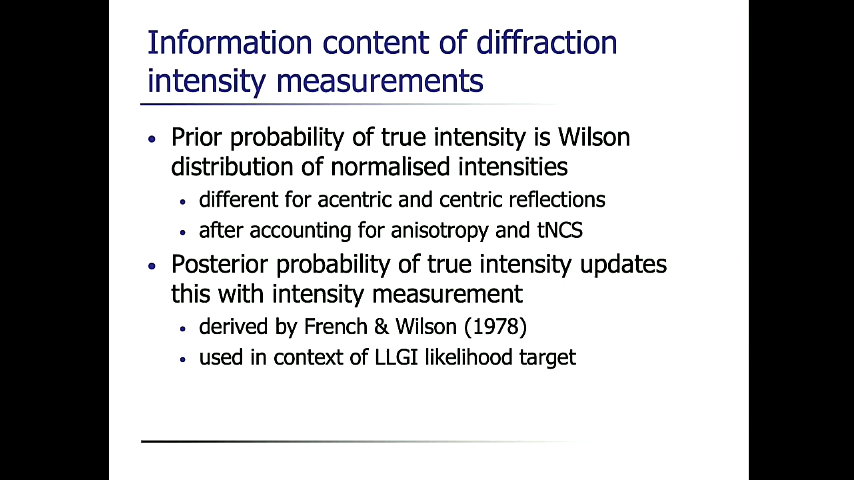 Information content of diffraction
intensity measurements
• Prior probability of true intensity is Wilson
distribution of normalised intensities
• different for acentric and centric reflections
• after accounting for anisotropy and tNCS
• Posterior probability of true intensity updates
this with intensity measurement
• derived by French & Wilson (1978)
• used in context of LLGI likelihood target